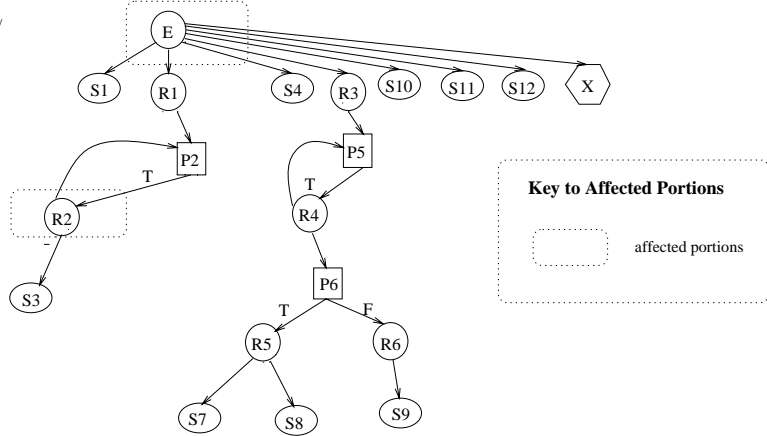 E
S1 R1 S4 R3 S10 S11 S12 X
P2 P5
T T
R2 R4
S3 P6
T F
R5 R6
S7 S8 S9
Key to Affected Portions
affected portions